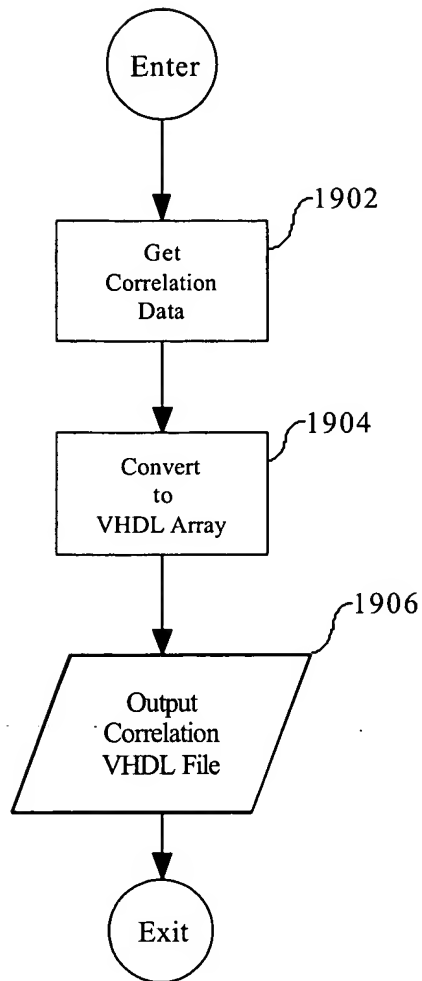 Enter
1902
Get
Correlation
Data
1904
Convert
to
VHDL Array
1906
Output
Correlation
VHDL File
Exit